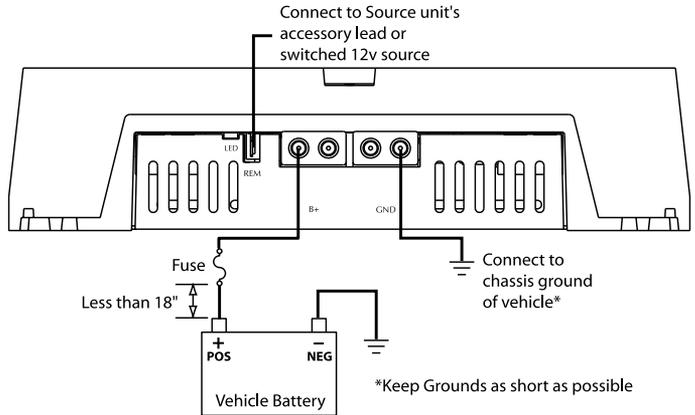 Connect to Source unit's
accessory lead or
switched 12v source
LED
REM
B+
GND
Fuse
Less than 18"
Connect to
chassis ground
of vehicle*
+
POS
−
NEG
Vehicle Battery
*Keep Grounds as short as possible